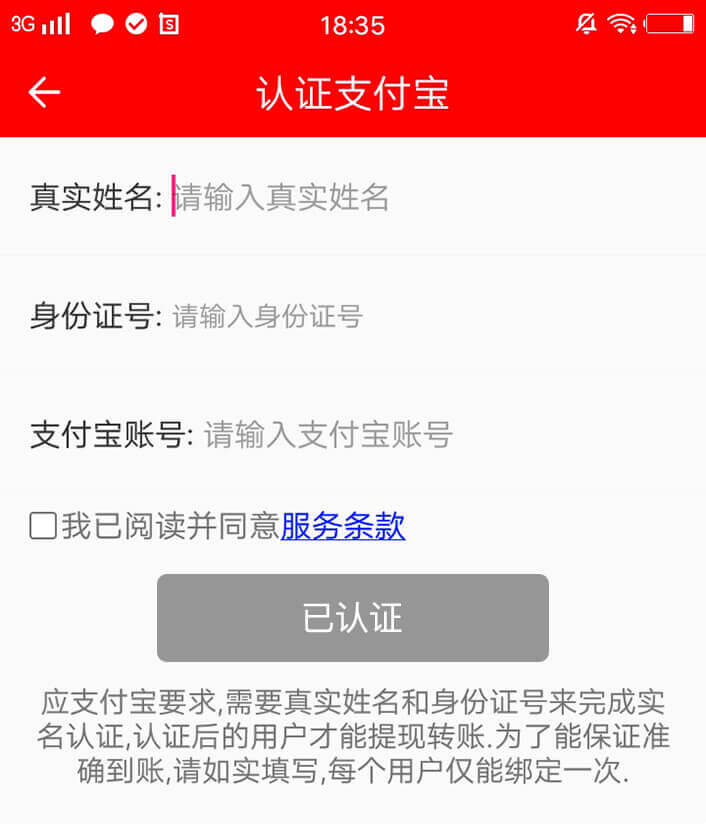 3G 18:35
认证支付宝
真实姓名: 请输入真实姓名
身份证号: 请输入身份证号
支付宝账号: 请输入支付宝账号
我已阅读并同意服务条款
已认证
应支付宝要求,需要真实姓名和身份证号来完成实
名认证,认证后的用户才能提现转账.为了能保证准
确到账,请如实填写,每个用户仅能绑定一次.